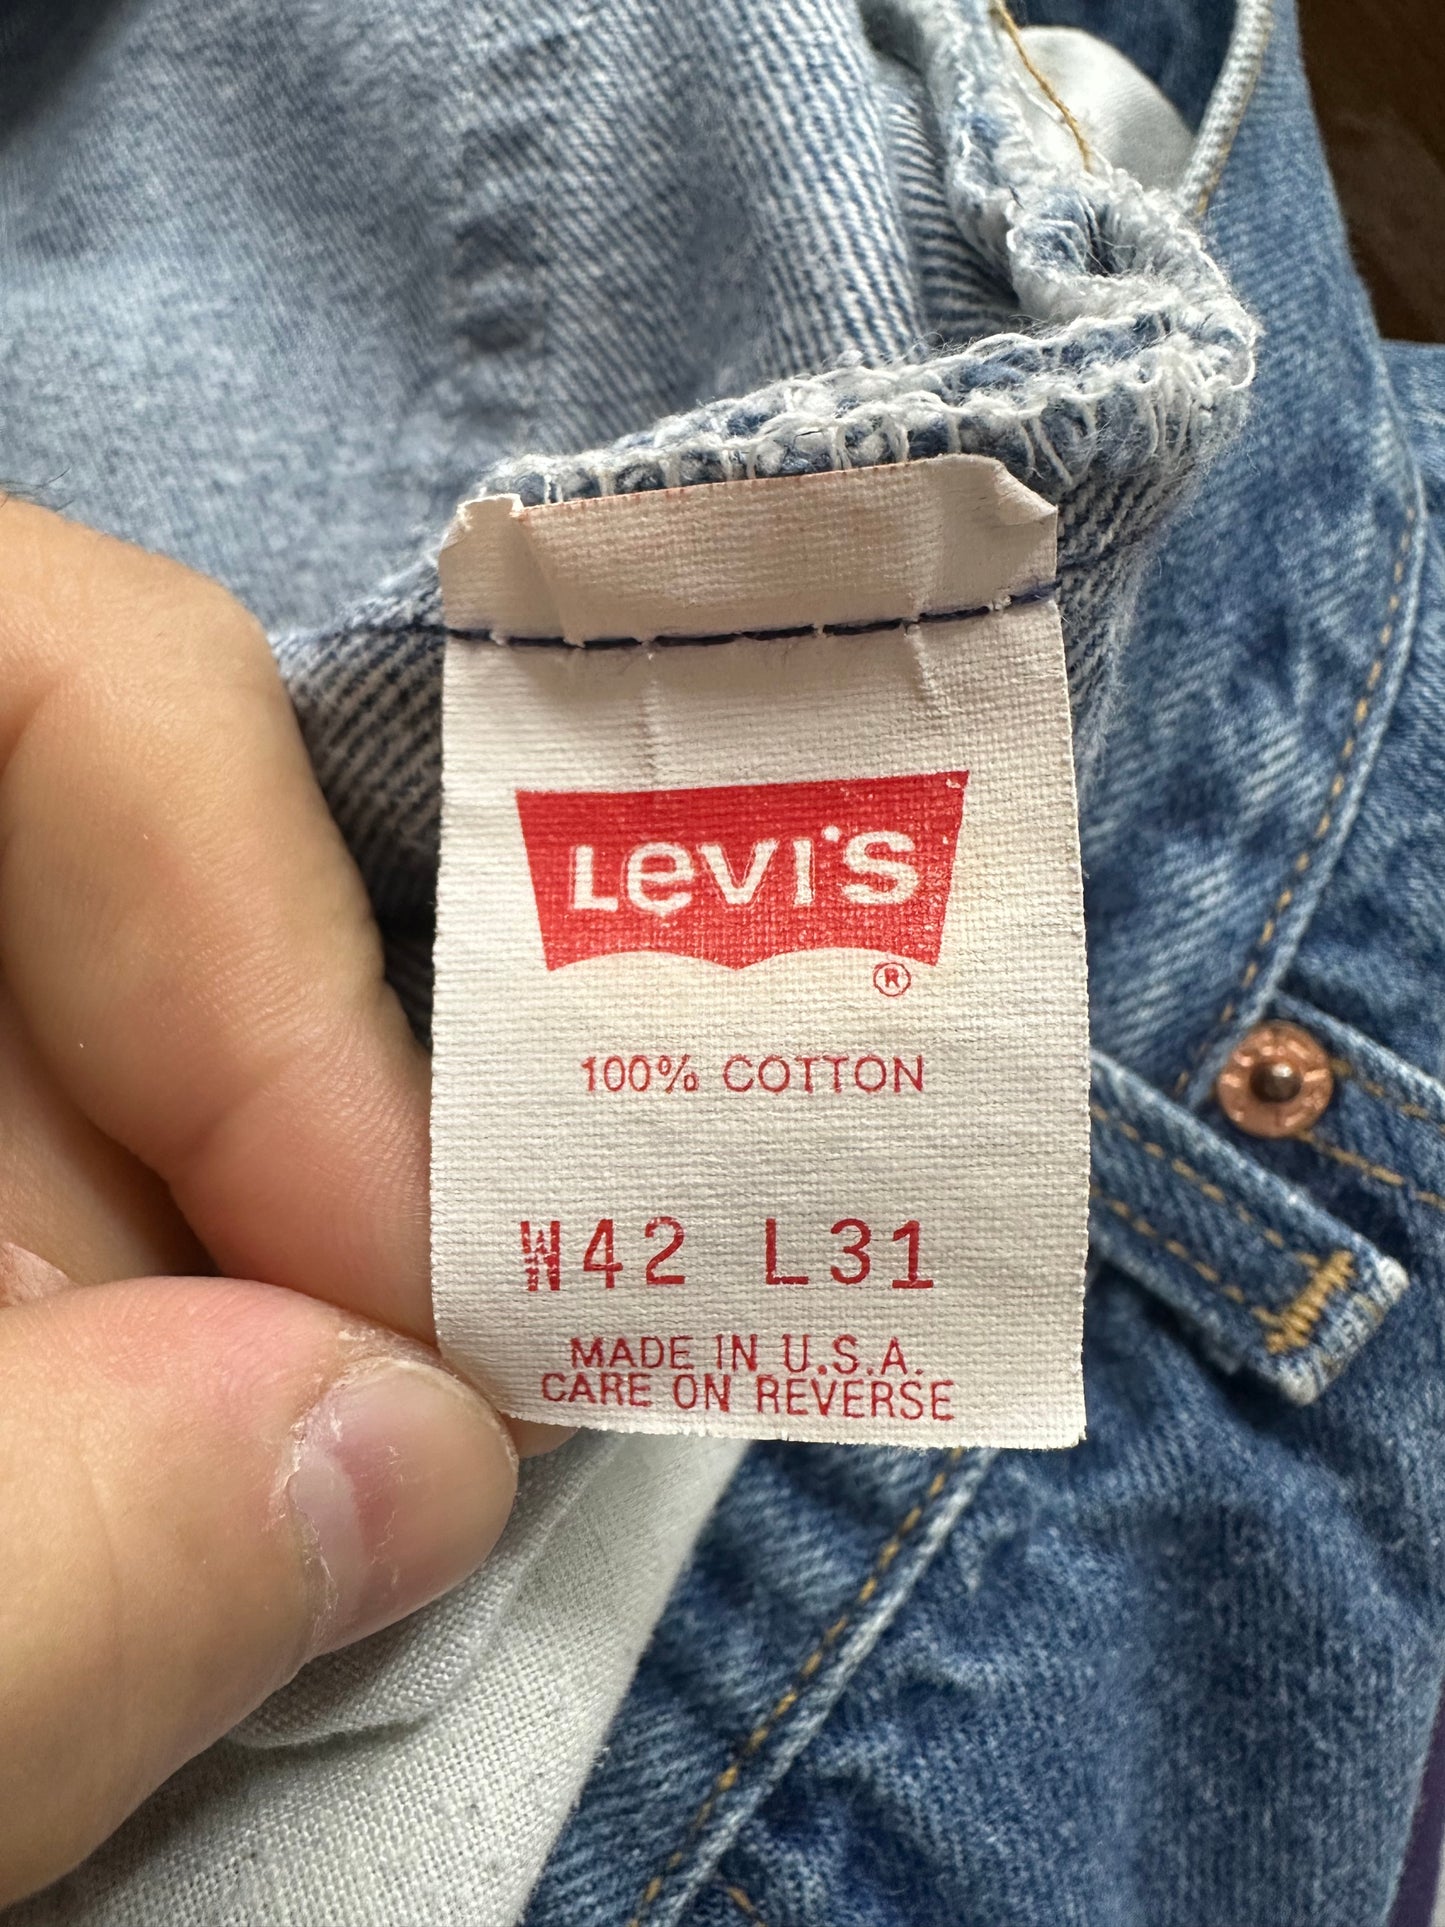 Levi's
®
100% COTTON
W42 L31
MADE IN U.S.A.
CARE ON REVERSE